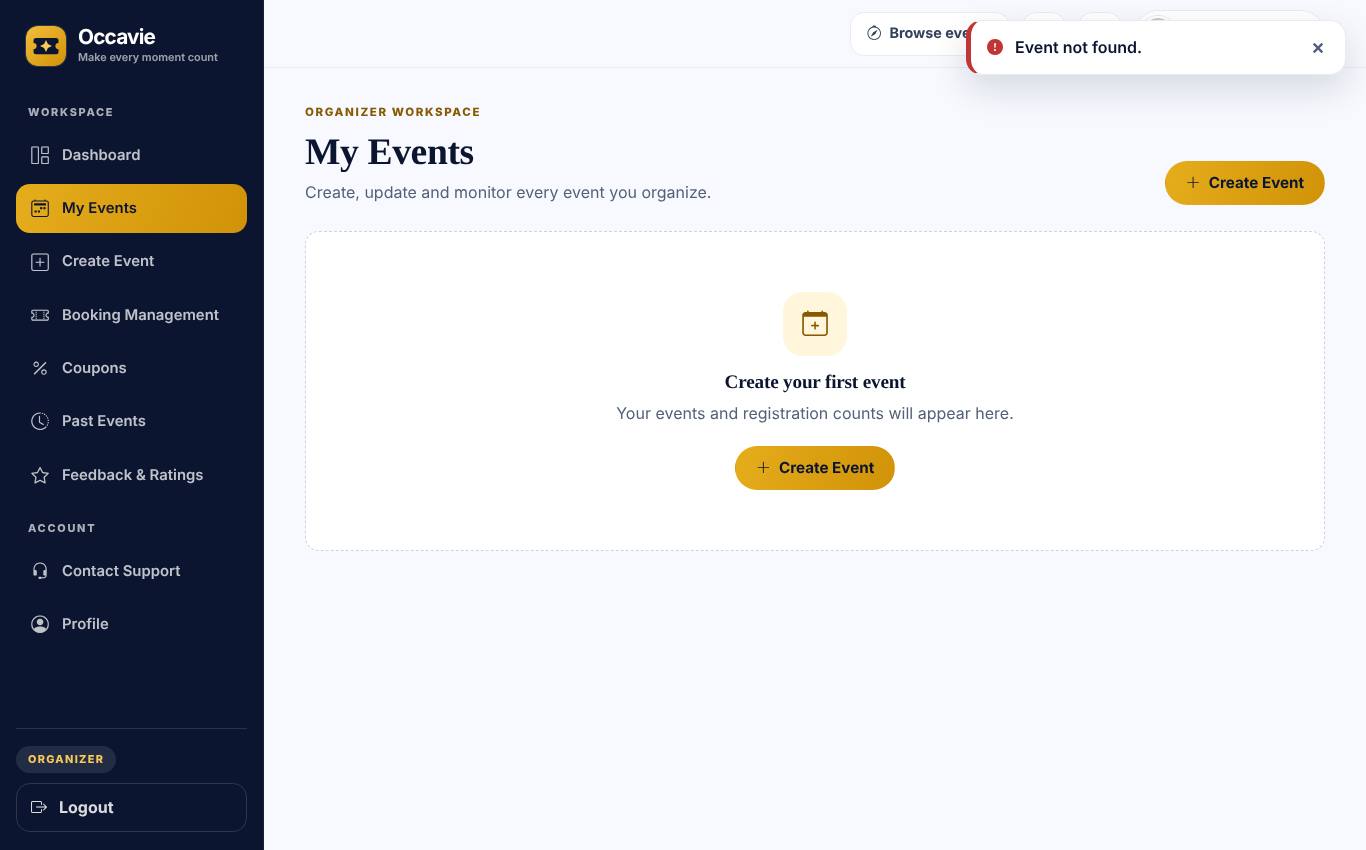 Occavie
Make every moment count
WORKSPACE
Dashboard
My Events
Create Event
Booking Management
Coupons
Past Events
Feedback & Ratings
ACCOUNT
Contact Support
Profile
ORGANIZER
Logout
Browse eve
Event not found.
ORGANIZER WORKSPACE
My Events
Create, update and monitor every event you organize.
Create Event
Create your first event
Your events and registration counts will appear here.
Create Event